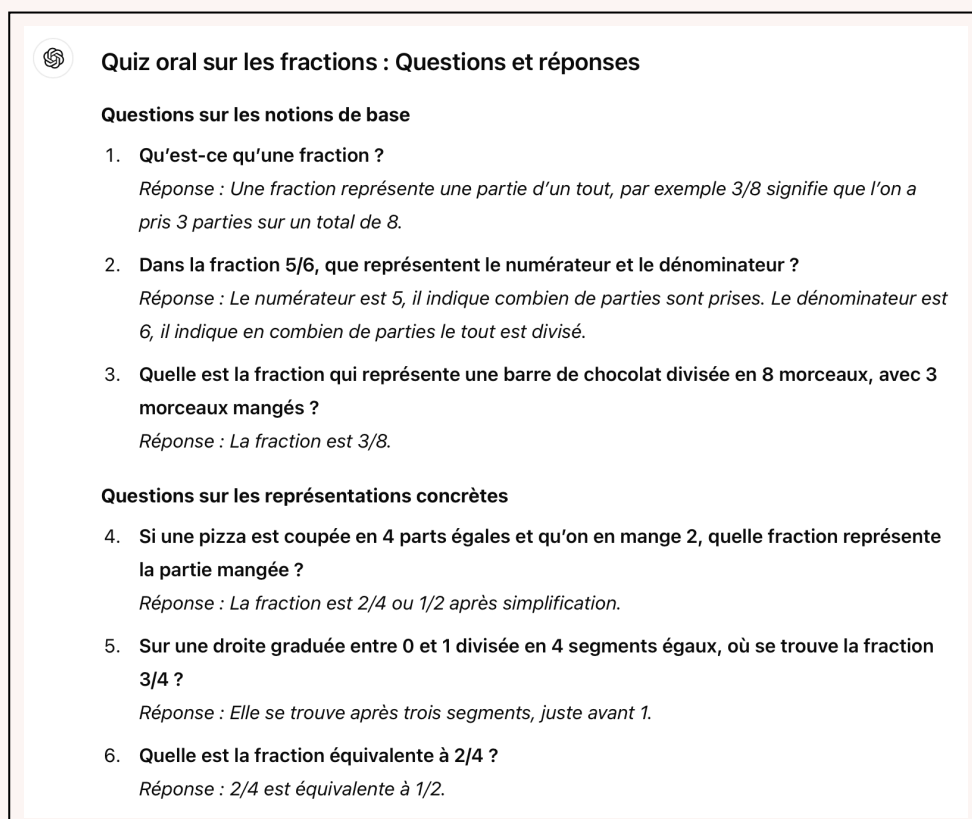 Quiz oral sur les fractions : Questions et réponses
Questions sur les notions de base
1. Qu’est-ce qu’une fraction ?
Réponse : Une fraction représente une partie d’un tout, par exemple 3/8 signifie que l’on a
pris 3 parties sur un total de 8.
2. Dans la fraction 5/6, que représentent le numérateur et le dénominateur ?
Réponse : Le numérateur est 5, il indique combien de parties sont prises. Le dénominateur est
6, il indique en combien de parties le tout est divisé.
3. Quelle est la fraction qui représente une barre de chocolat divisée en 8 morceaux, avec 3
morceaux mangés ?
Réponse : La fraction est 3/8.
Questions sur les représentations concrètes
4. Si une pizza est coupée en 4 parts égales et qu’on en mange 2, quelle fraction représente
la partie mangée ?
Réponse : La fraction est 2/4 ou 1/2 après simplification.
5. Sur une droite graduée entre 0 et 1 divisée en 4 segments égaux, où se trouve la fraction
3/4 ?
Réponse : Elle se trouve après trois segments, juste avant 1.
6. Quelle est la fraction équivalente à 2/4 ?
Réponse : 2/4 est équivalente à 1/2.